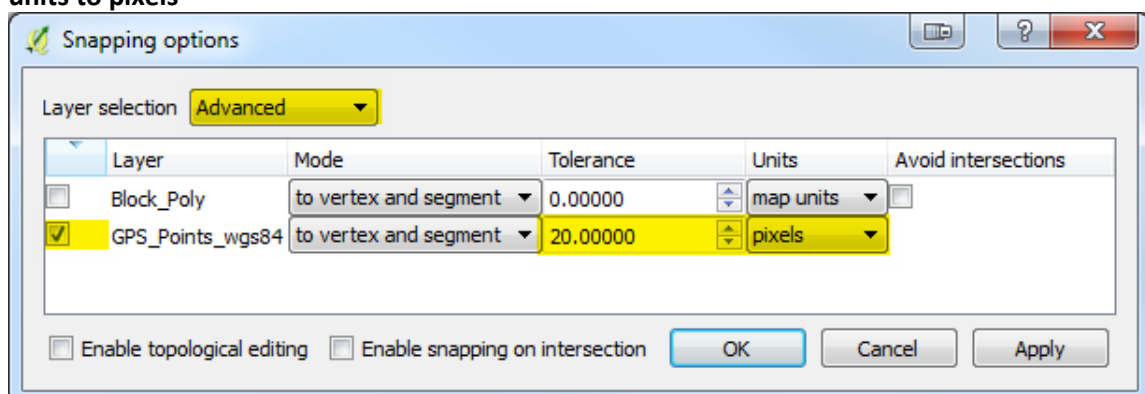 units to pixels
Snapping options
Layer selection Advanced
Layer Mode Tolerance Units Avoid intersections
Block_Poly to vertex and segment 0.00000 map units
GPS_Points_wgs84 to vertex and segment 20.00000 pixels
Enable topological editing Enable snapping on intersection OK Cancel Apply